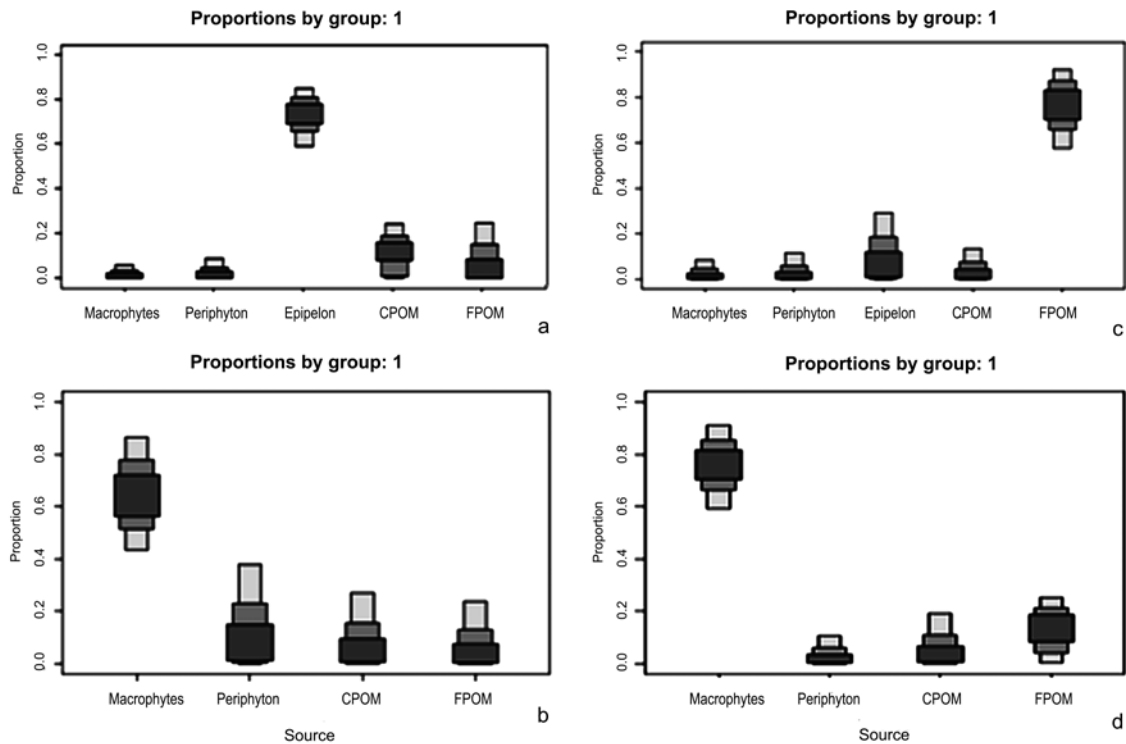 Proportions by group: 1
1.0
0.8
0.6
0.4
0.2
0.0
Proportion
Macrophytes Periphyton Epipelon CPOM FPOM
a
Proportions by group: 1
1.0
0.8
0.6
0.4
0.2
0.0
Proportion
Macrophytes Periphyton Epipelon CPOM FPOM
c
Proportions by group: 1
1.0
0.8
0.6
0.4
0.2
0.0
Proportion
Macrophytes Periphyton CPOM FPOM
Source
b
Proportions by group: 1
1.0
0.8
0.6
0.4
0.2
0.0
Proportion
Macrophytes Periphyton CPOM FPOM
Source
d